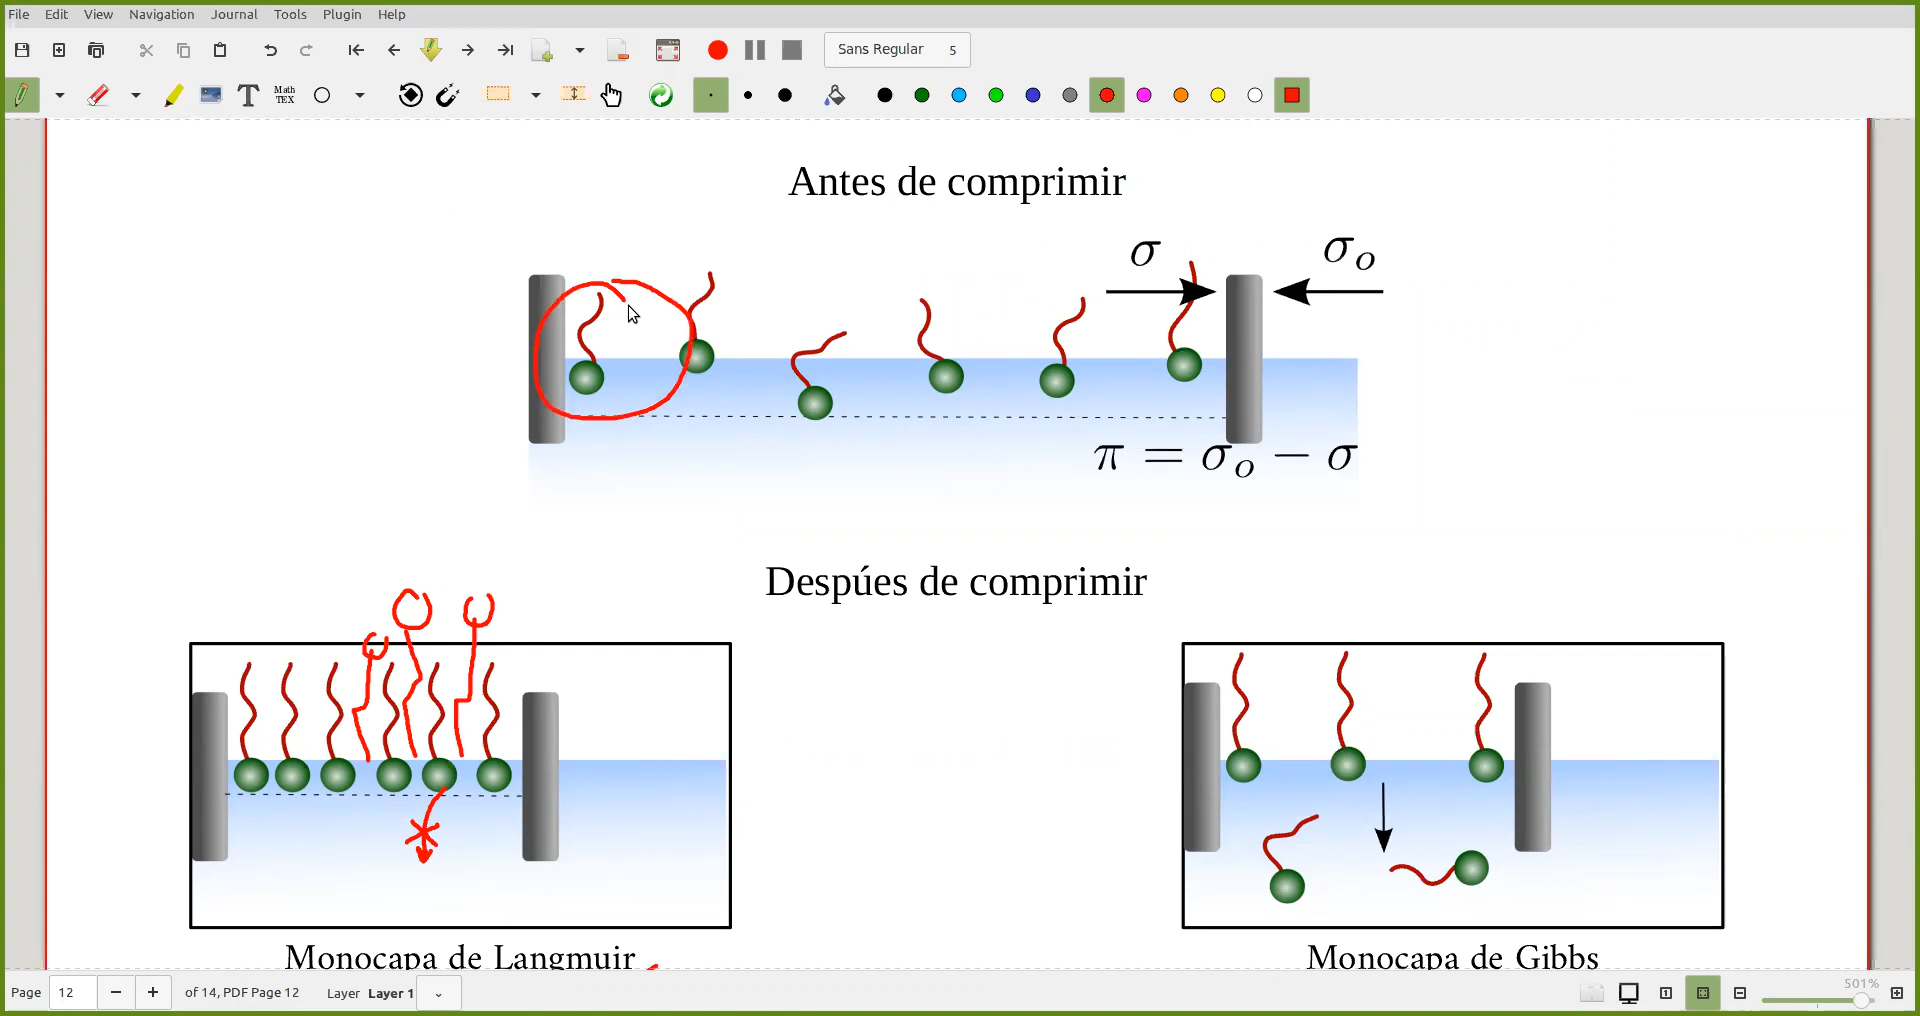 File Edit View Navigation Journal Tools Plugin Help
Sans Regular 5
T Math TEX
Antes de comprimir
σ σo
π = σo − σ
Despúes de comprimir
Monocapa de Langmuir Monocapa de Gibbs
Page 12 of 14, PDF Page 12 Layer Layer 1 501%